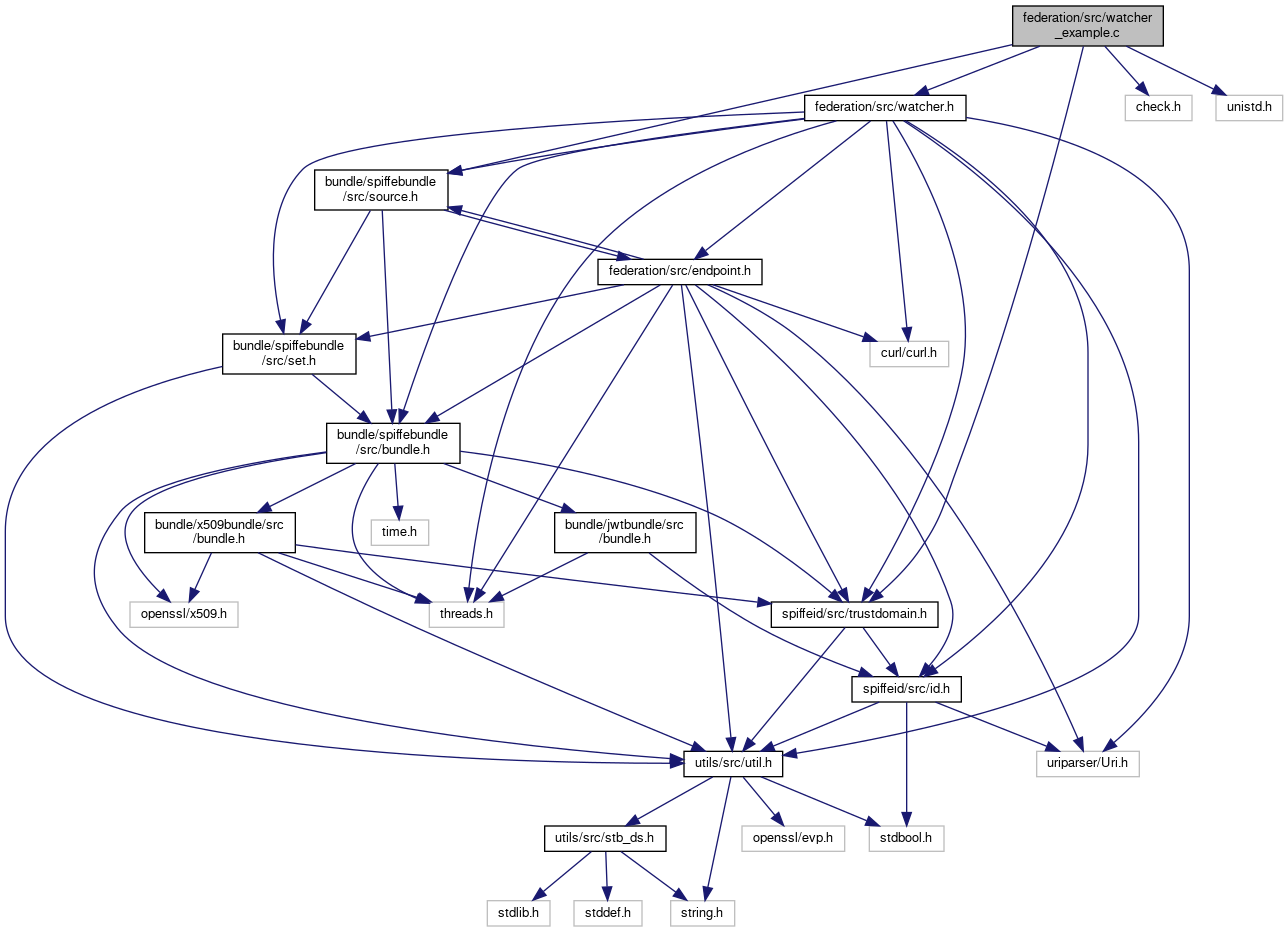 federation/src/watcher
_example.c
federation/src/watcher.h
check.h
unistd.h
bundle/spiffebundle
/src/source.h
federation/src/endpoint.h
bundle/spiffebundle
/src/set.h
curl/curl.h
bundle/spiffebundle
/src/bundle.h
bundle/x509bundle/src
/bundle.h
time.h
bundle/jwtbundle/src
/bundle.h
openssl/x509.h
threads.h
spiffeid/src/trustdomain.h
spiffeid/src/id.h
utils/src/util.h
uriparser/Uri.h
utils/src/stb_ds.h
openssl/evp.h
stdbool.h
stdlib.h
stddef.h
string.h